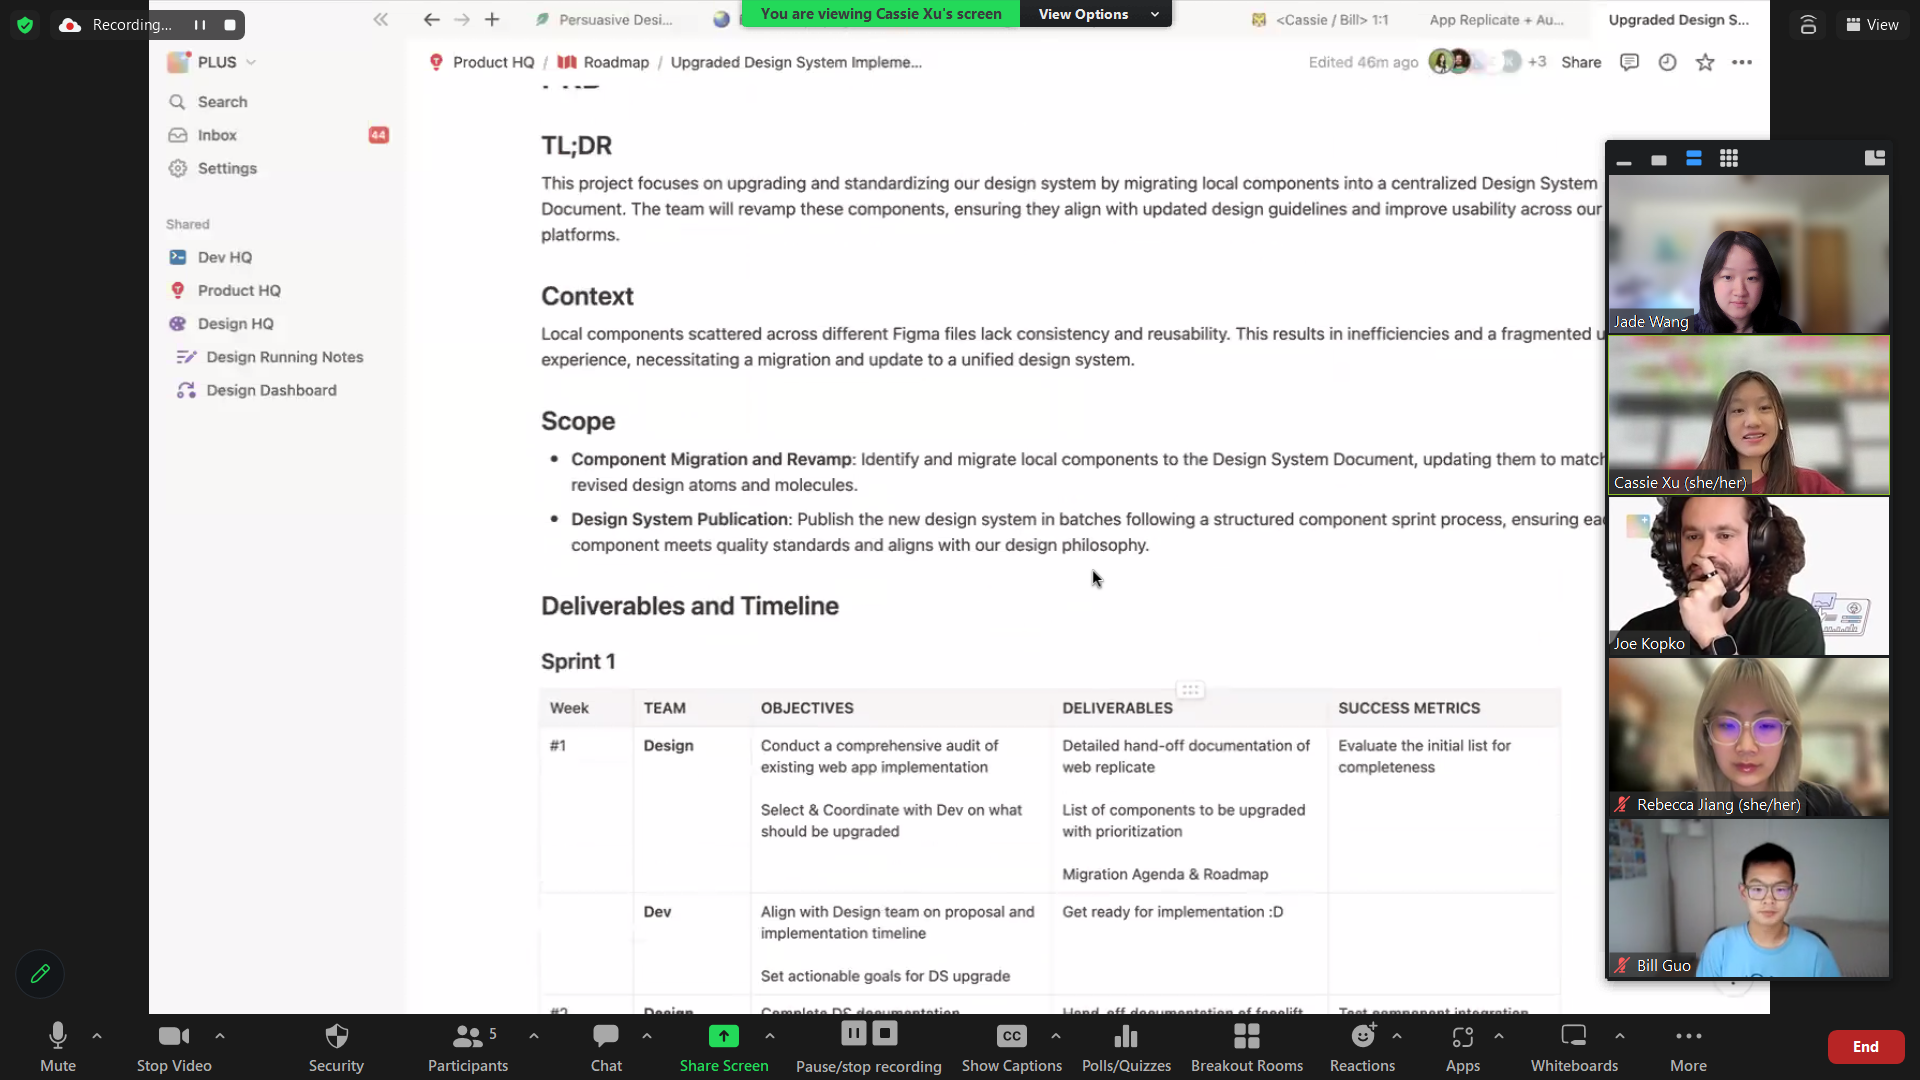 Recording...
You are viewing Cassie Xu's screen
View Options
View
Persuasive Desi...
<Cassie / Bill> 1:1
App Replicate + Au...
Upgraded Design S...
PLUS
Product HQ / Roadmap / Upgraded Design System Impleme...
Edited 46m ago
+3
Share
Search
Inbox
44
Settings
Shared
Dev HQ
Product HQ
Design HQ
Design Running Notes
Design Dashboard
TL;DR
This project focuses on upgrading and standardizing our design system by migrating local components into a centralized Design System
Document. The team will revamp these components, ensuring they align with updated design guidelines and improve usability across our
platforms.
Context
Local components scattered across different Figma files lack consistency and reusability. This results in inefficiencies and a fragmented u
experience, necessitating a migration and update to a unified design system.
Scope
• Component Migration and Revamp: Identify and migrate local components to the Design System Document, updating them to match
revised design atoms and molecules.
• Design System Publication: Publish the new design system in batches following a structured component sprint process, ensuring ea
component meets quality standards and aligns with our design philosophy.
Deliverables and Timeline
Sprint 1
Week
TEAM
OBJECTIVES
DELIVERABLES
SUCCESS METRICS
#1
Design
Conduct a comprehensive audit of
existing web app implementation
Select & Coordinate with Dev on what
should be upgraded
Detailed hand-off documentation of
web replicate
List of components to be upgraded
with prioritization
Migration Agenda & Roadmap
Evaluate the initial list for
completeness
Dev
Align with Design team on proposal and
implementation timeline
Set actionable goals for DS upgrade
Get ready for implementation :D
#2
Design
Complete DS documentation
Hand-off documentation of facelift
Test component integration
Jade Wang
Cassie Xu (she/her)
Joe Kopko
Rebecca Jiang (she/her)
Bill Guo
Mute
Stop Video
Security
Participants
5
Chat
Share Screen
Pause/stop recording
CC
Show Captions
Polls/Quizzes
Breakout Rooms
Reactions
Apps
Whiteboards
More
End